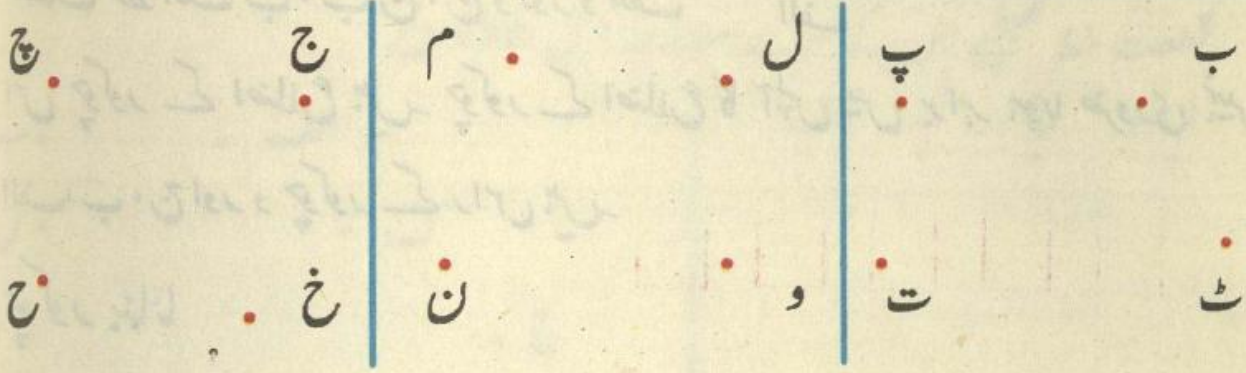 ب پ ل م ج چ
ٹ ت و ن خ ح